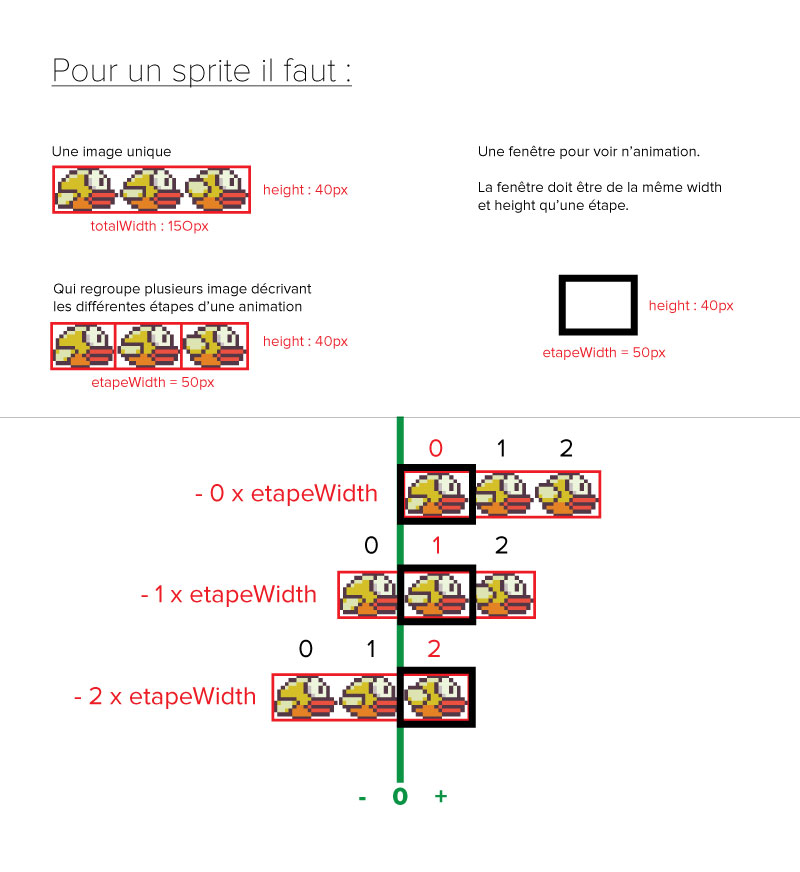 Pour un sprite il faut :
Une image unique
height : 40px
totalWidth : 15Opx
Qui regroupe plusieurs image décrivant
les différentes étapes d’une animation
height : 40px
etapeWidth = 50px
Une fenêtre pour voir n’animation.
La fenêtre doit être de la même width
et height qu’une étape.
height : 40px
etapeWidth = 50px
0 1 2
- 0 x etapeWidth
0 1 2
- 1 x etapeWidth
0 1 2
- 2 x etapeWidth
- 0 +